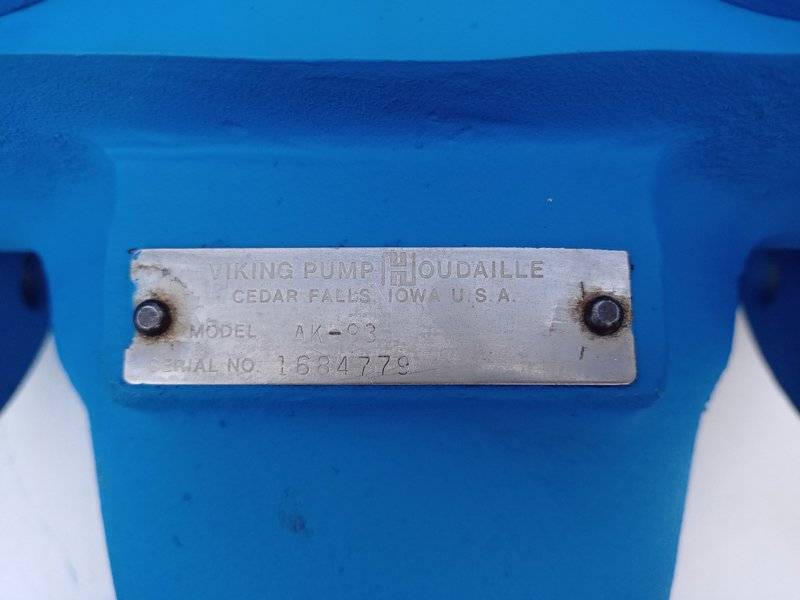 VIKING PUMP HOUDAILLE
CEDAR FALLS, IOWA U.S.A.
MODEL AK-93
SERIAL NO. 1684779